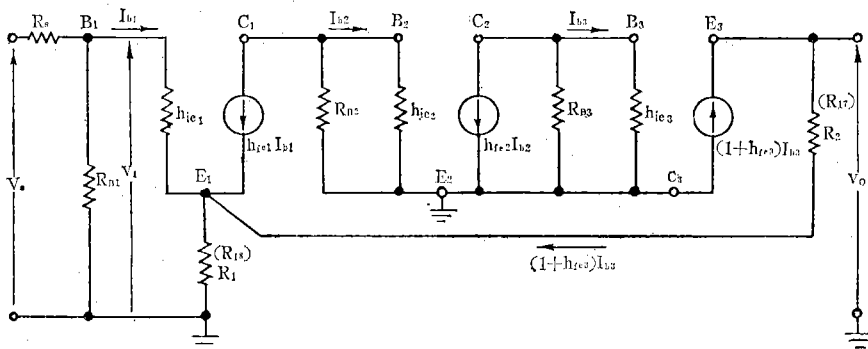 Rs B1 Ib1 C1 Ib2 B2 C2 Ib3 B3 E3
hie1 RB2 hie2 RB3 hie3 (R17)
R2
hfe1 Ib1 hfe2 Ib2 (1+hfe3)Ib3
Vs RB1 V1 E1 E2 C3 VO
(R18)
R1 (1+hfe3)Ib3